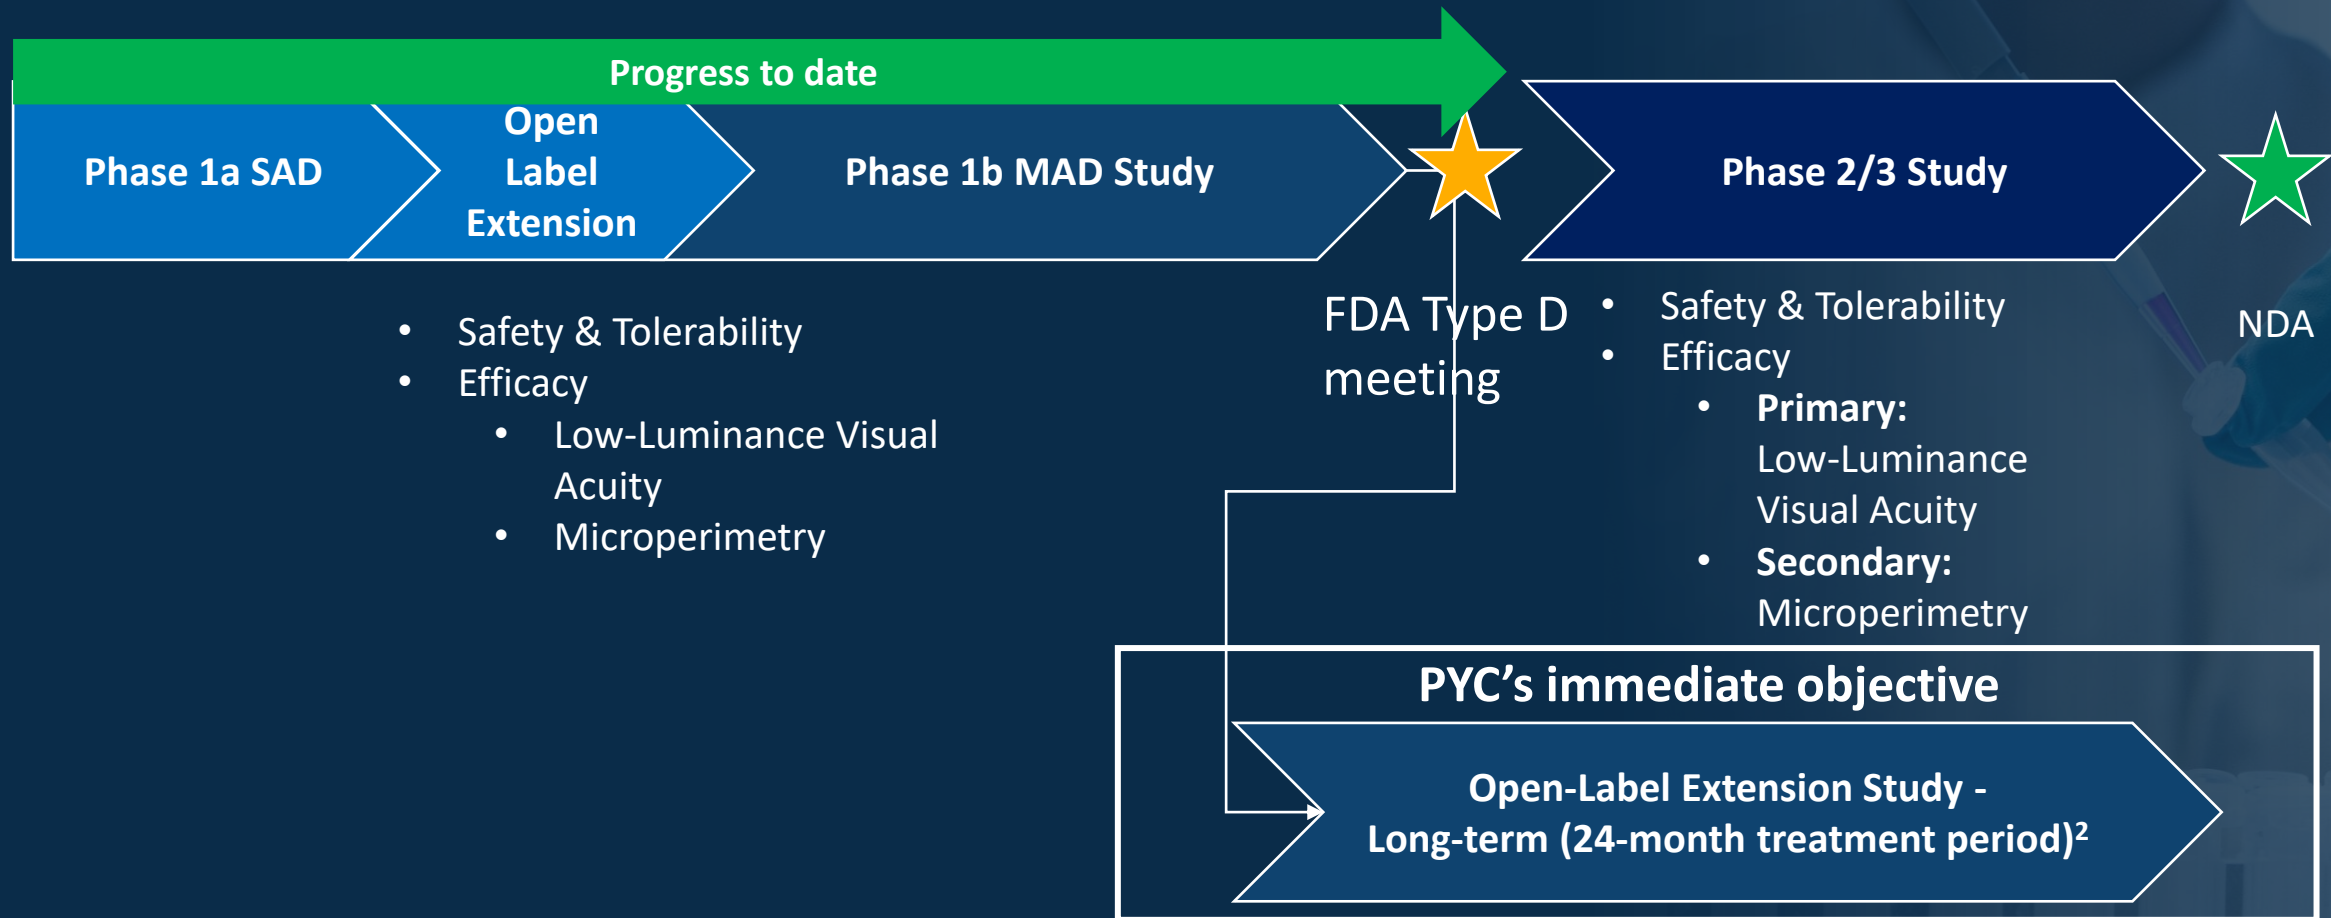 Progress to date
Phase 1a SAD
Open
Label
Extension
Phase 1b MAD Study
Phase 2/3 Study
• Safety & Tolerability
• Efficacy
• Low-Luminance Visual
Acuity
• Microperimetry
FDA Type D
meeting
• Safety & Tolerability
• Efficacy
• Primary:
Low-Luminance
Visual Acuity
• Secondary:
Microperimetry
NDA
PYC’s immediate objective
Open-Label Extension Study -
Long-term (24-month treatment period)²